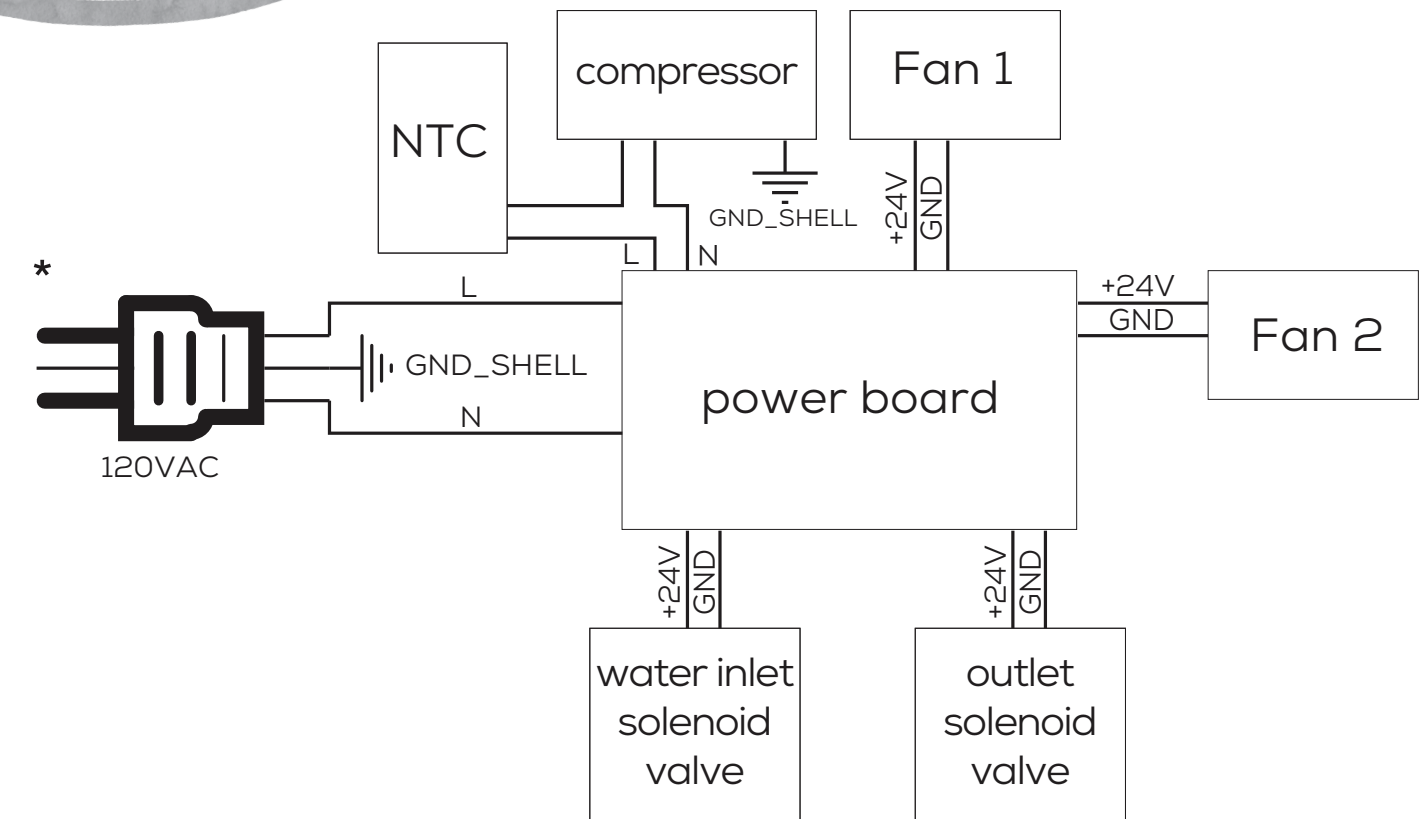 compressor
Fan 1
NTC
+24V
GND
GND_SHELL
L
N
*
L
+24V
GND
Fan 2
GND_SHELL
power board
N
120VAC
+24V
GND
+24V
GND
water inlet
solenoid
valve
outlet
solenoid
valve